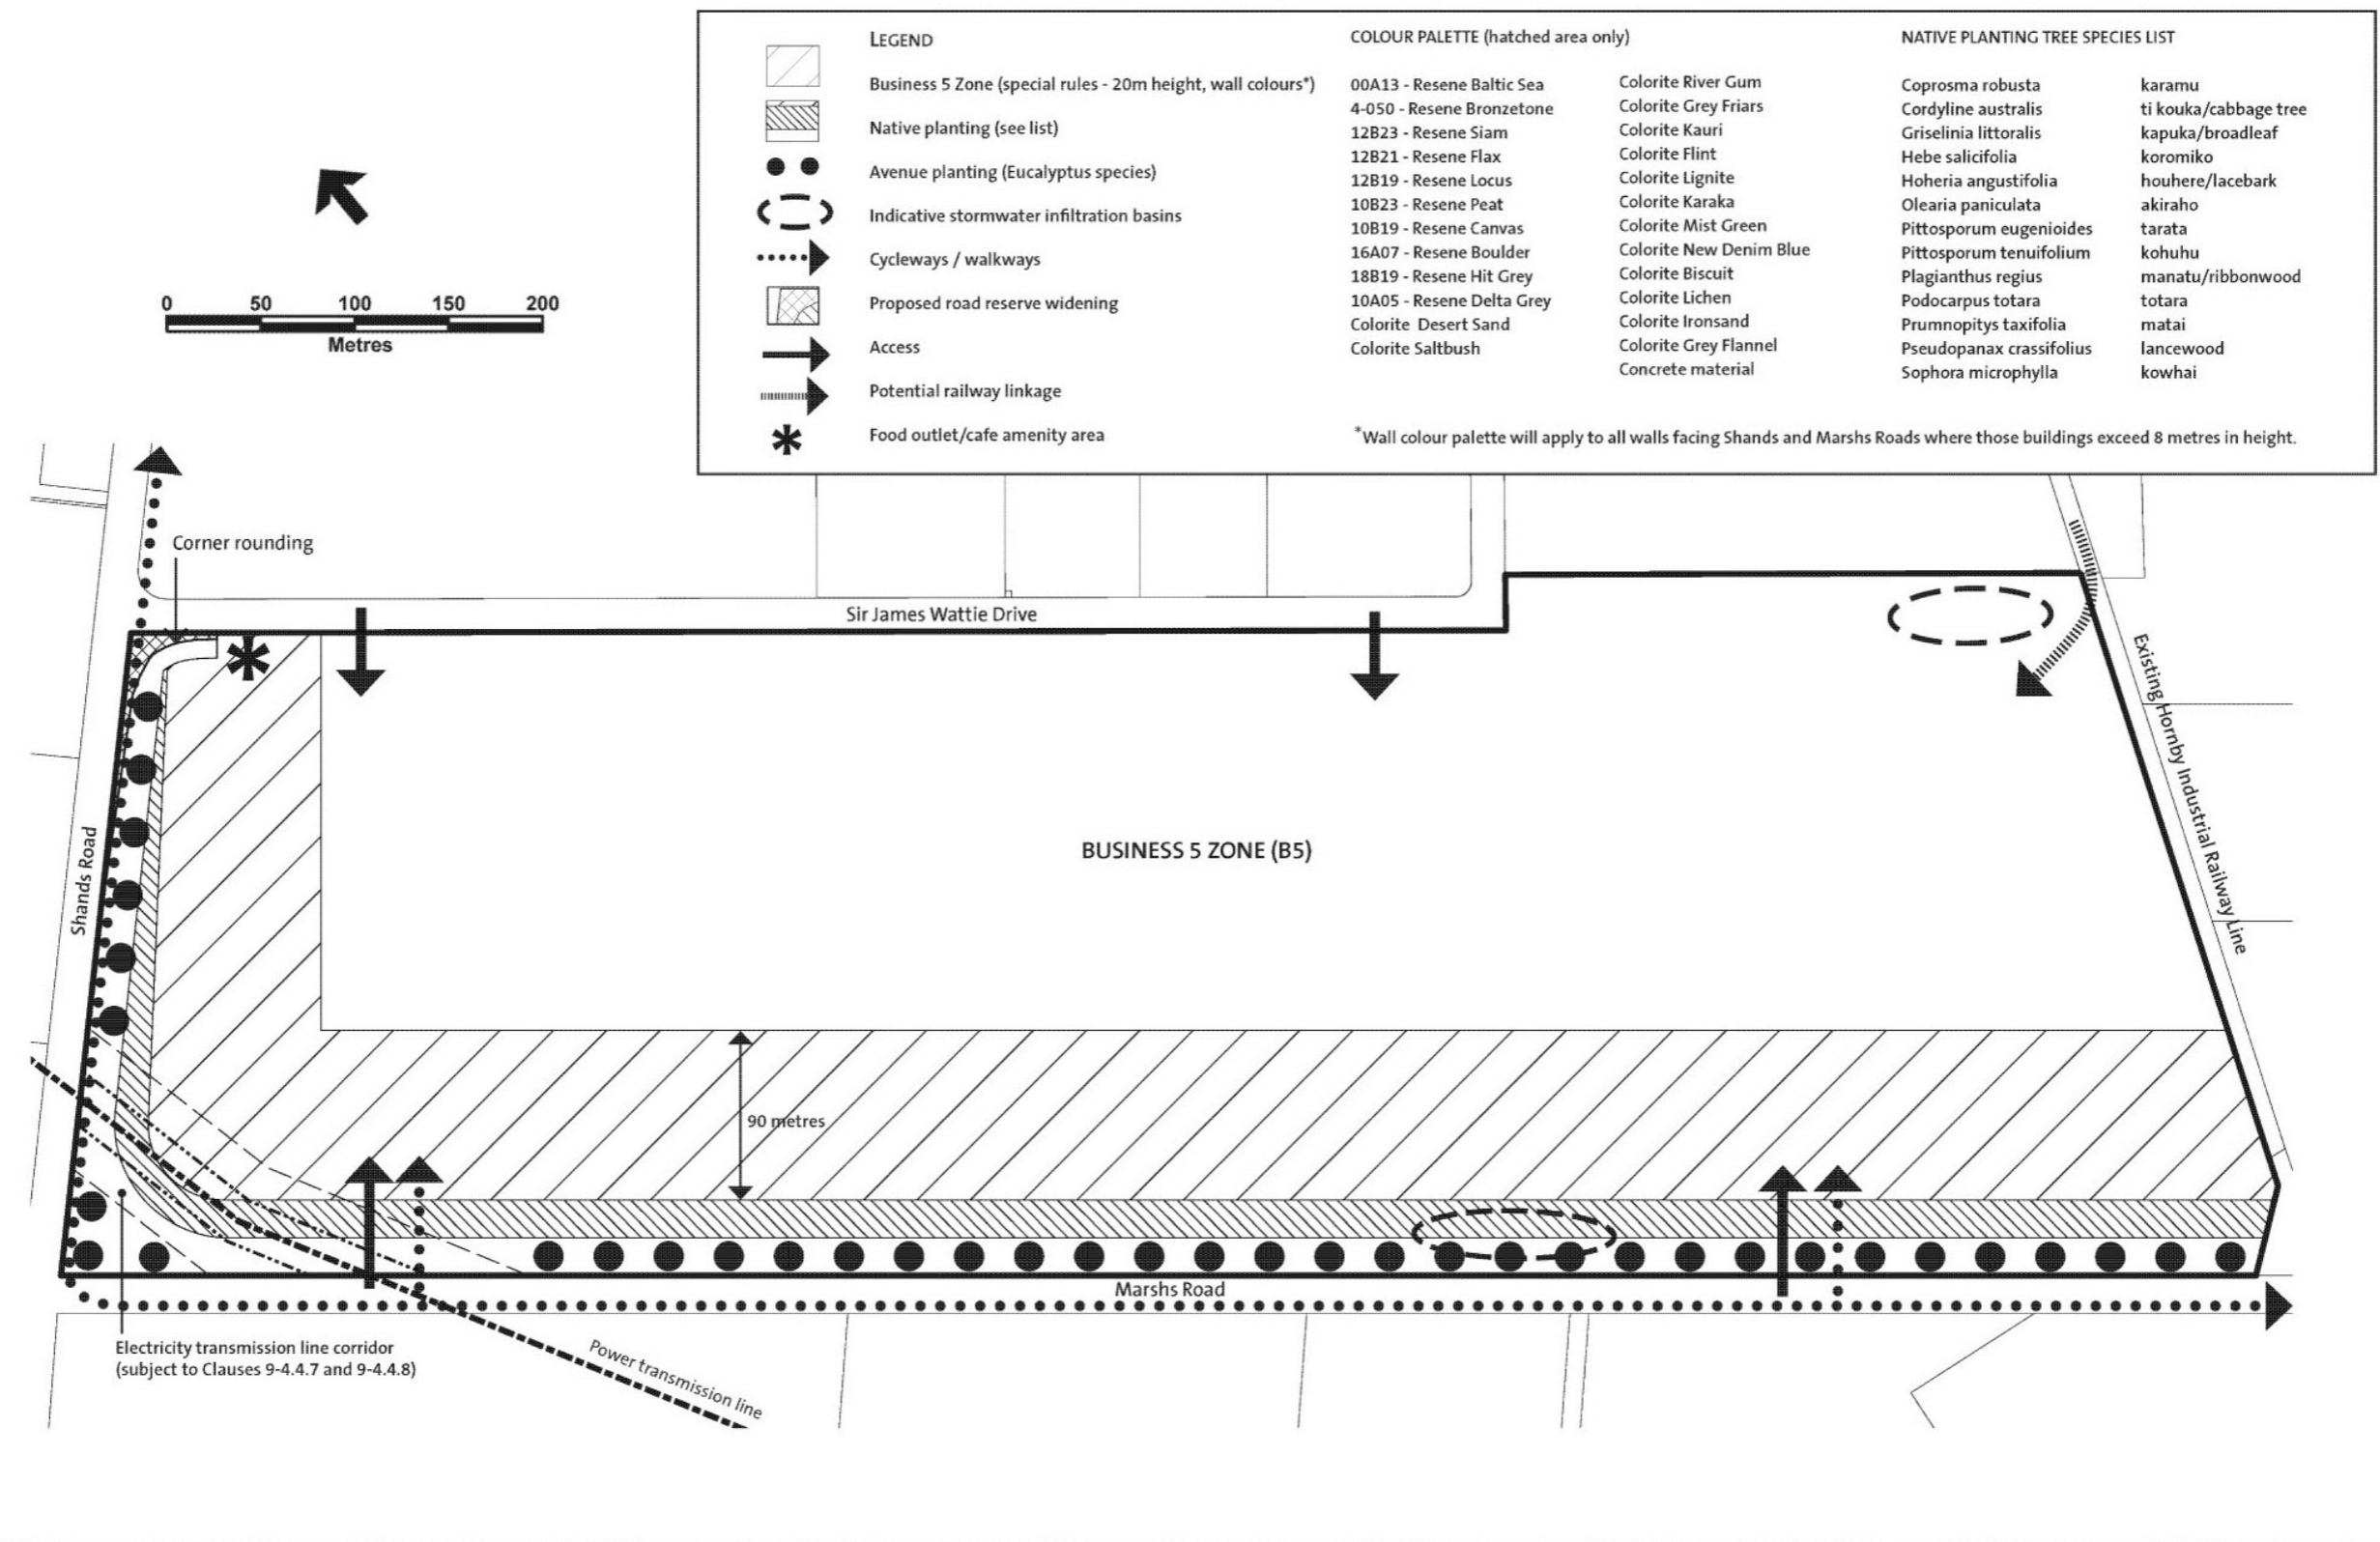 LEGEND
Business 5 Zone (special rules - 20m height, wall colours*)
Native planting (see list)
Avenue planting (Eucalyptus species)
Indicative stormwater infiltration basins
Cycleways / walkways
Proposed road reserve widening
Access
Potential railway linkage
Food outlet/cafe amenity area
COLOUR PALETTE (hatched area only)
00A13 - Resene Baltic Sea
4-050 - Resene Bronzetone
12B23 - Resene Siam
12B21 - Resene Flax
12B19 - Resene Locus
10B23 - Resene Peat
10B19 - Resene Canvas
16A07 - Resene Boulder
18B19 - Resene Hit Grey
10A05 - Resene Delta Grey
Colorite Desert Sand
Colorite Saltbush
Colorite River Gum
Colorite Grey Friars
Colorite Kauri
Colorite Flint
Colorite Lignite
Colorite Karaka
Colorite Mist Green
Colorite New Denim Blue
Colorite Biscuit
Colorite Lichen
Colorite Ironsand
Colorite Grey Flannel
Concrete material
NATIVE PLANTING TREE SPECIES LIST
Coprosma robusta karamu
Cordyline australis ti kouka/cabbage tree
Griselinia littoralis kapuka/broadleaf
Hebe salicifolia koromiko
Hoheria angustifolia houhere/lacebark
Olearia paniculata akiraho
Pittosporum eugenioides tarata
Pittosporum tenuifolium kohuhu
Plagianthus regius manatu/ribbonwood
Podocarpus totara totara
Prumnopitys taxifolia matai
Pseudopanax crassifolius lancewood
Sophora microphylla kowhai
*Wall colour palette will apply to all walls facing Shands and Marshs Roads where those buildings exceed 8 metres in height.
0 50 100 150 200
Metres
Corner rounding
Sir James Wattie Drive
Existing Hornby Industrial Railway Line
Shands Road
BUSINESS 5 ZONE (B5)
90 metres
Marshs Road
Electricity transmission line corridor
(subject to Clauses 9-4.4.7 and 9-4.4.8)
Power transmission line